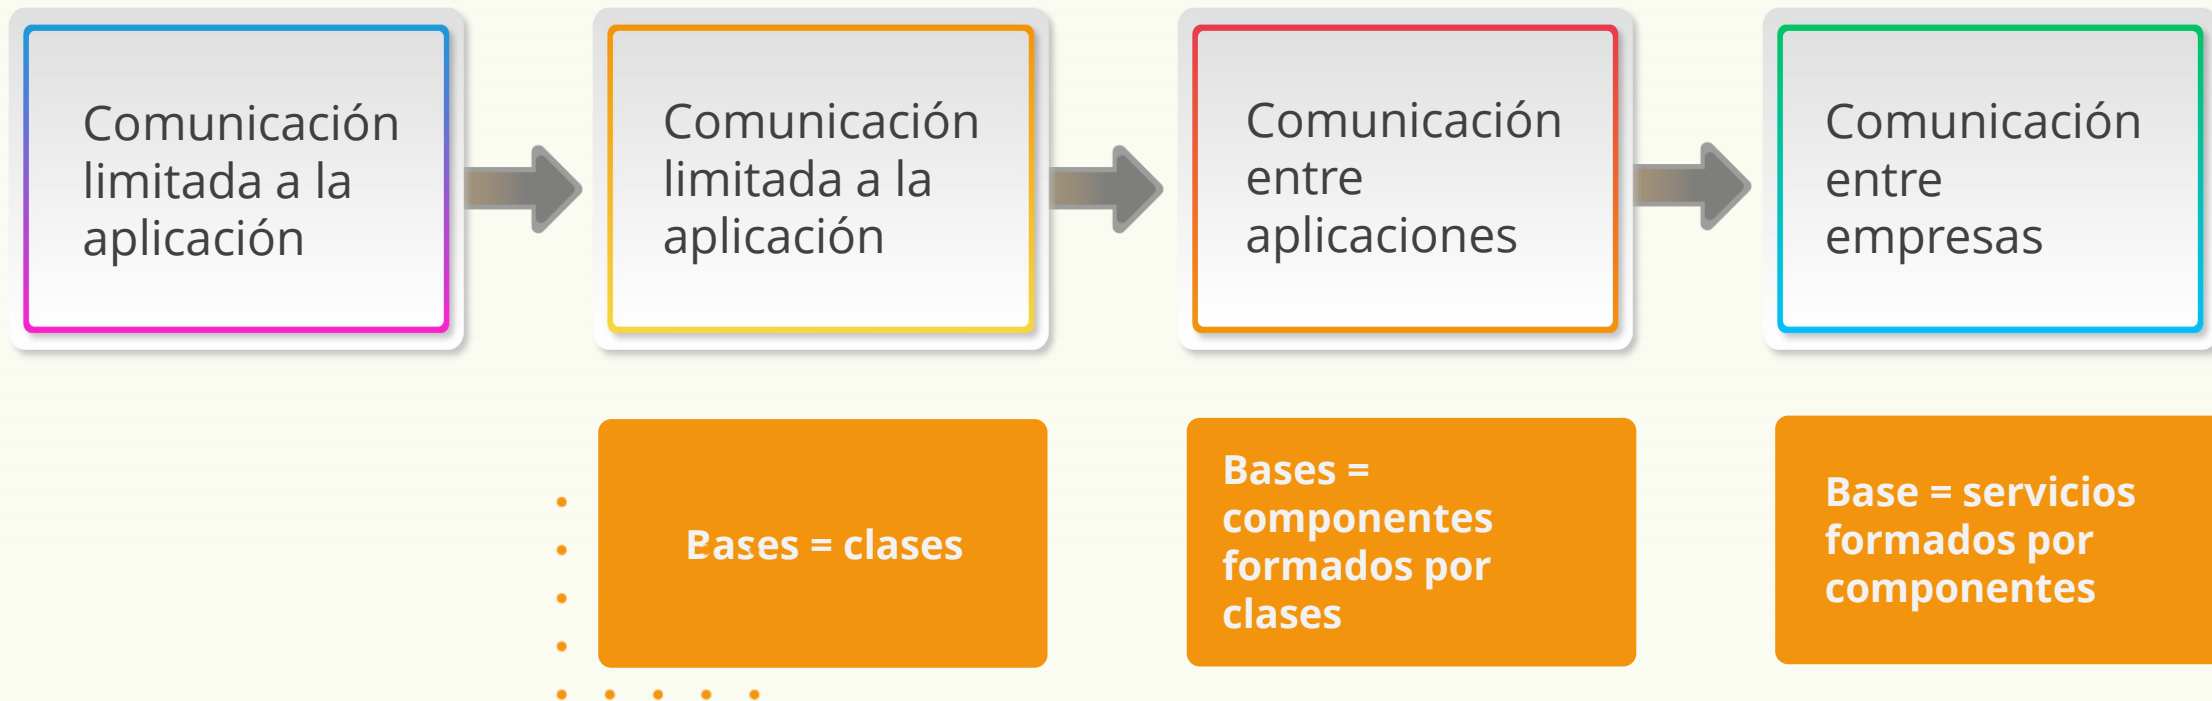 Comunicación
limitada a la
aplicación
Comunicación
limitada a la
aplicación
Comunicación
entre
aplicaciones
Comunicación
entre
empresas
Bases = clases
Bases =
componentes
formados por
clases
Base = servicios
formados por
componentes